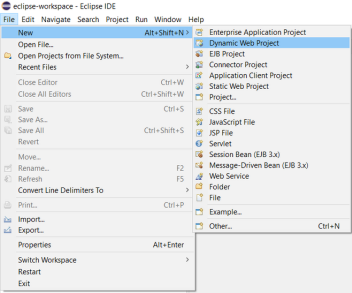 eclipse-workspace - Eclipse IDE
File Edit Navigate Search Project Run Window Help
New Alt+Shift+N >
Open File...
Open Projects from File System...
Recent Files >
Close Editor Ctrl+W
Close All Editors Ctrl+Shift+W
Save Ctrl+S
Save As...
Save All Ctrl+Shift+S
Revert
Move...
Rename... F2
Refresh F5
Convert Line Delimiters To >
Print... Ctrl+P
Import...
Export...
Properties Alt+Enter
Switch Workspace >
Restart
Exit
Enterprise Application Project
Dynamic Web Project
EJB Project
Connector Project
Application Client Project
Static Web Project
Project...
CSS File
JavaScript File
JSP File
Servlet
Session Bean (EJB 3.x)
Message-Driven Bean (EJB 3.x)
Web Service
Folder
File
Example...
Other... Ctrl+N